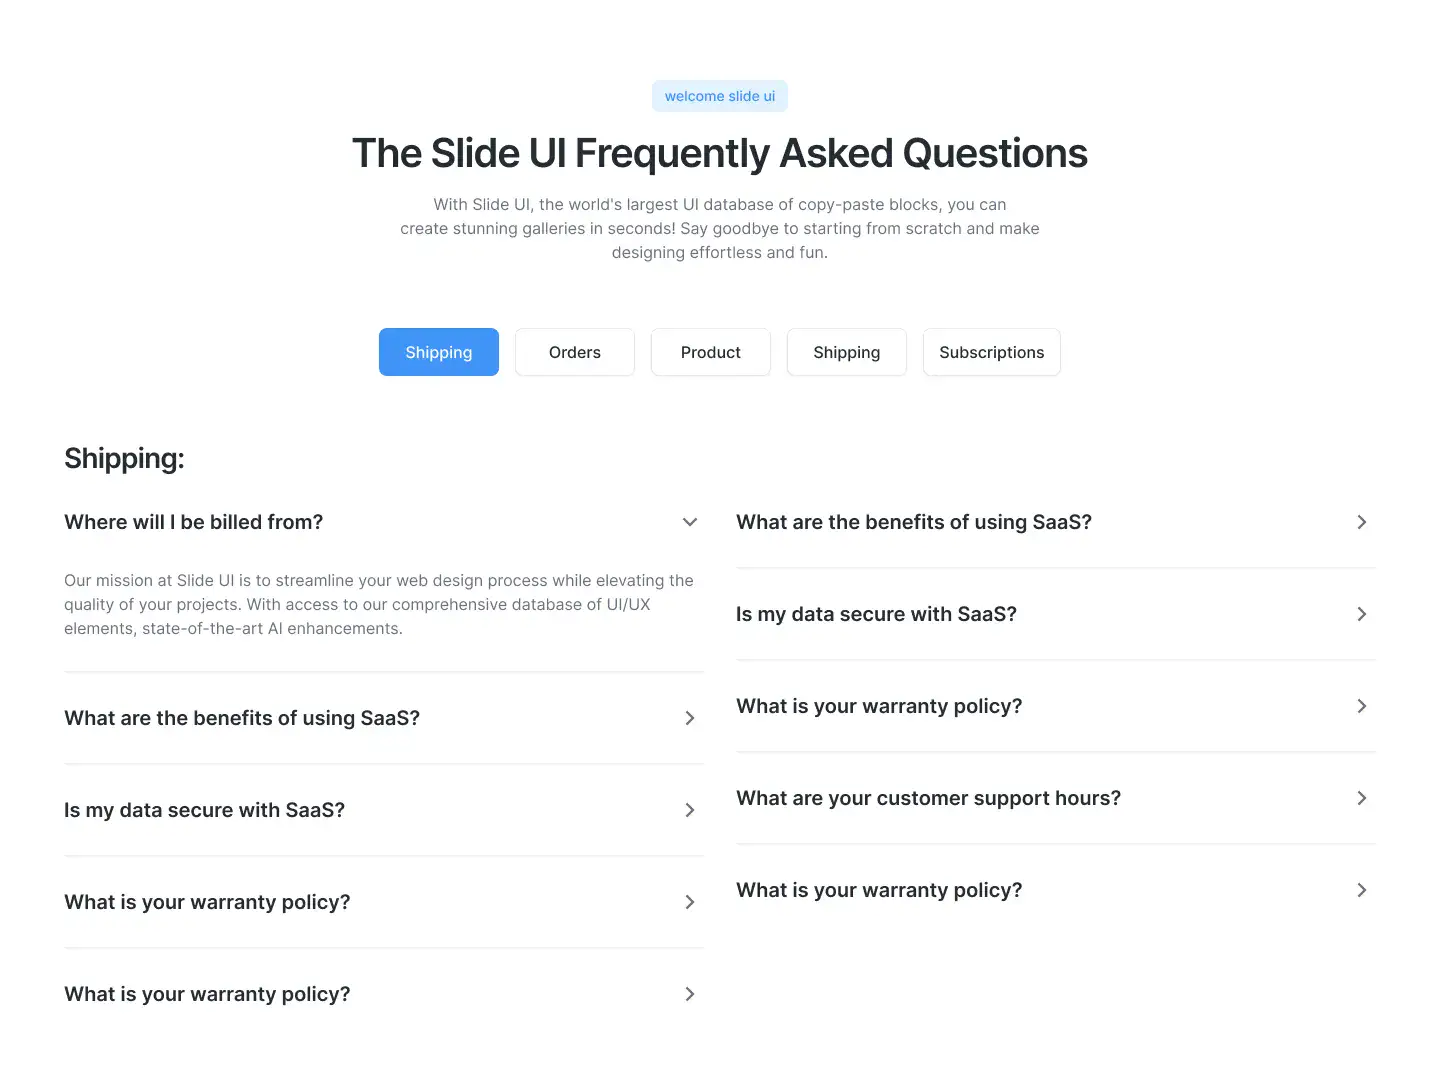 welcome slide ui
The Slide UI Frequently Asked Questions
With Slide UI, the world's largest UI database of copy-paste blocks, you can
create stunning galleries in seconds! Say goodbye to starting from scratch and make
designing effortless and fun.
Shipping
Orders
Product
Shipping
Subscriptions
Shipping:
Where will I be billed from?
Our mission at Slide UI is to streamline your web design process while elevating the
quality of your projects. With access to our comprehensive database of UI/UX
elements, state-of-the-art AI enhancements.
What are the benefits of using SaaS?
Is my data secure with SaaS?
What is your warranty policy?
What is your warranty policy?
What are the benefits of using SaaS?
Is my data secure with SaaS?
What is your warranty policy?
What are your customer support hours?
What is your warranty policy?